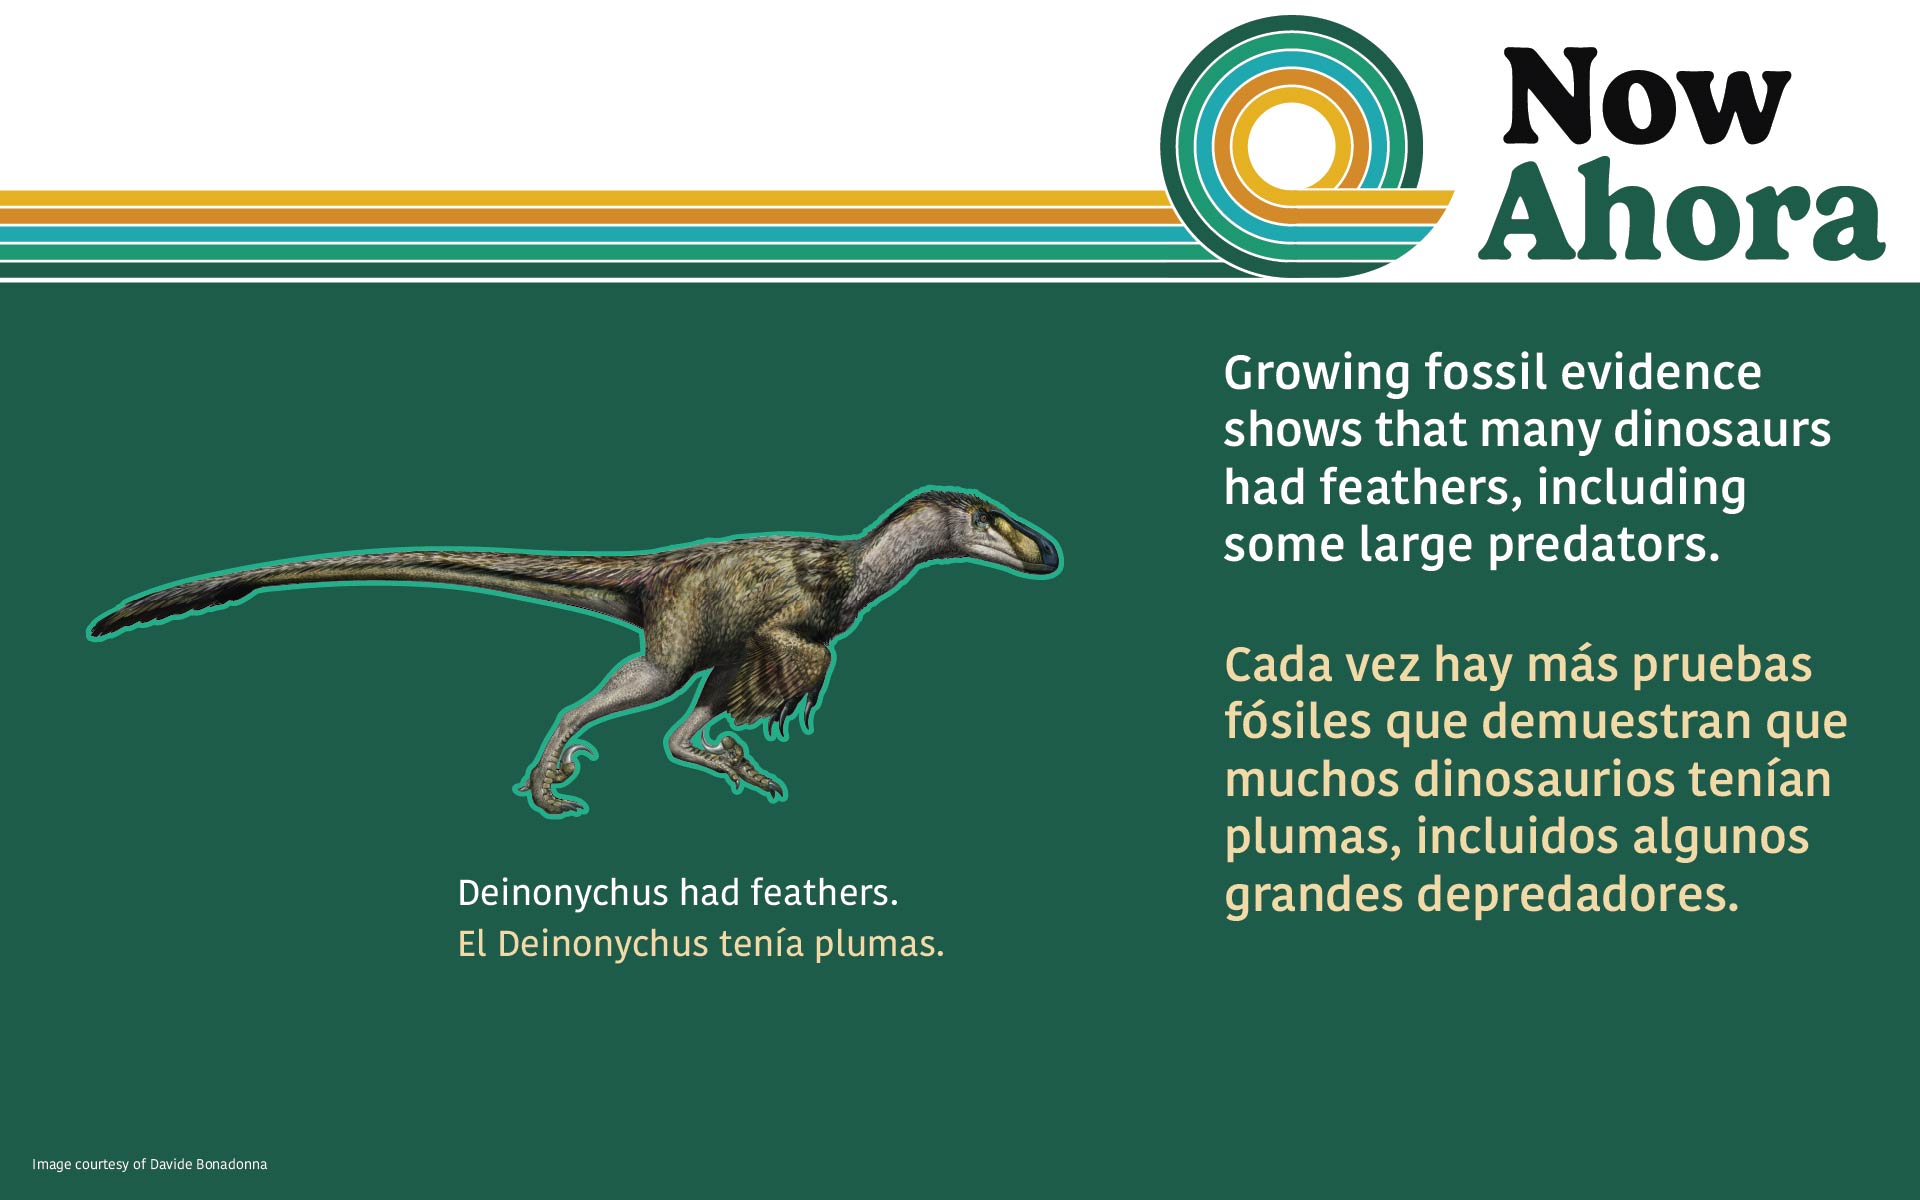 Now
Ahora
Growing fossil evidence
shows that many dinosaurs
had feathers, including
some large predators.
Cada vez hay más pruebas
fósiles que demuestran que
muchos dinosaurios tenían
plumas, incluidos algunos
grandes depredadores.
Deinonychus had feathers.
El Deinonychus tenía plumas.
Image courtesy of Davide Bonadonna